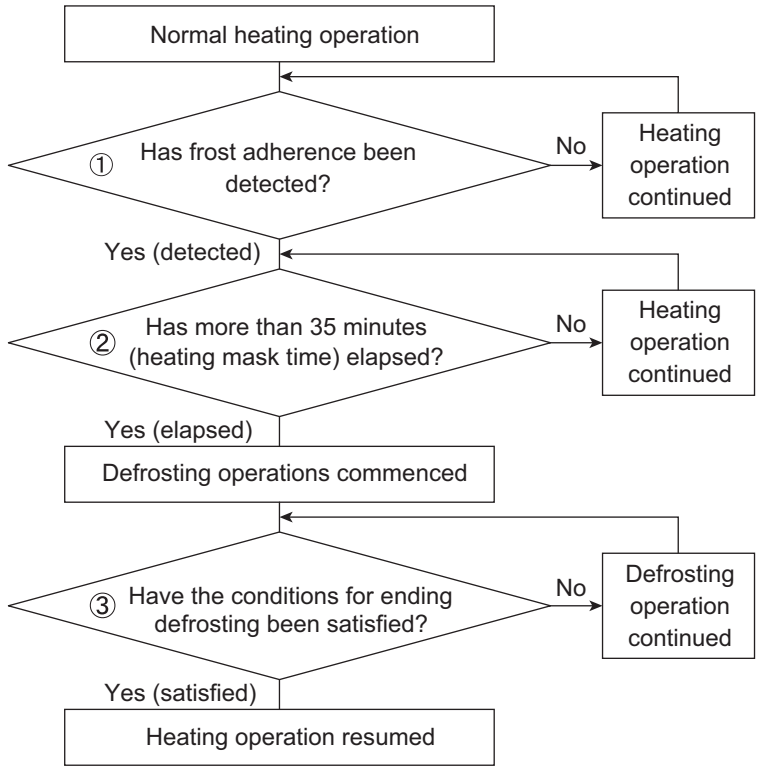 Normal heating operation
① Has frost adherence been
detected?
No
Heating
operation
continued
Yes (detected)
② Has more than 35 minutes
(heating mask time) elapsed?
No
Heating
operation
continued
Yes (elapsed)
Defrosting operations commenced
③ Have the conditions for ending
defrosting been satisfied?
No
Defrosting
operation
continued
Yes (satisfied)
Heating operation resumed